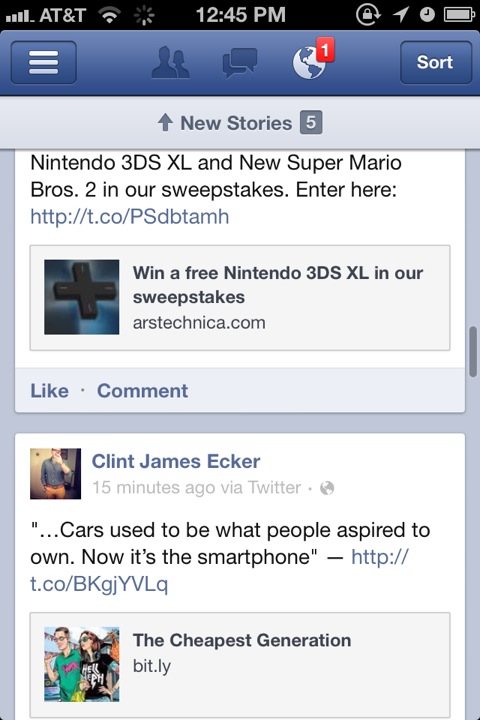 AT&T 12:45 PM
1
Sort
New Stories 5
Nintendo 3DS XL and New Super Mario
Bros. 2 in our sweepstakes. Enter here:
http://t.co/PSdbtamh
Win a free Nintendo 3DS XL in our
sweepstakes
arstechnica.com
Like · Comment
Clint James Ecker
15 minutes ago via Twitter ·
"...Cars used to be what people aspired to
own. Now it's the smartphone" — http://
t.co/BKgjYVLq
The Cheapest Generation
bit.ly